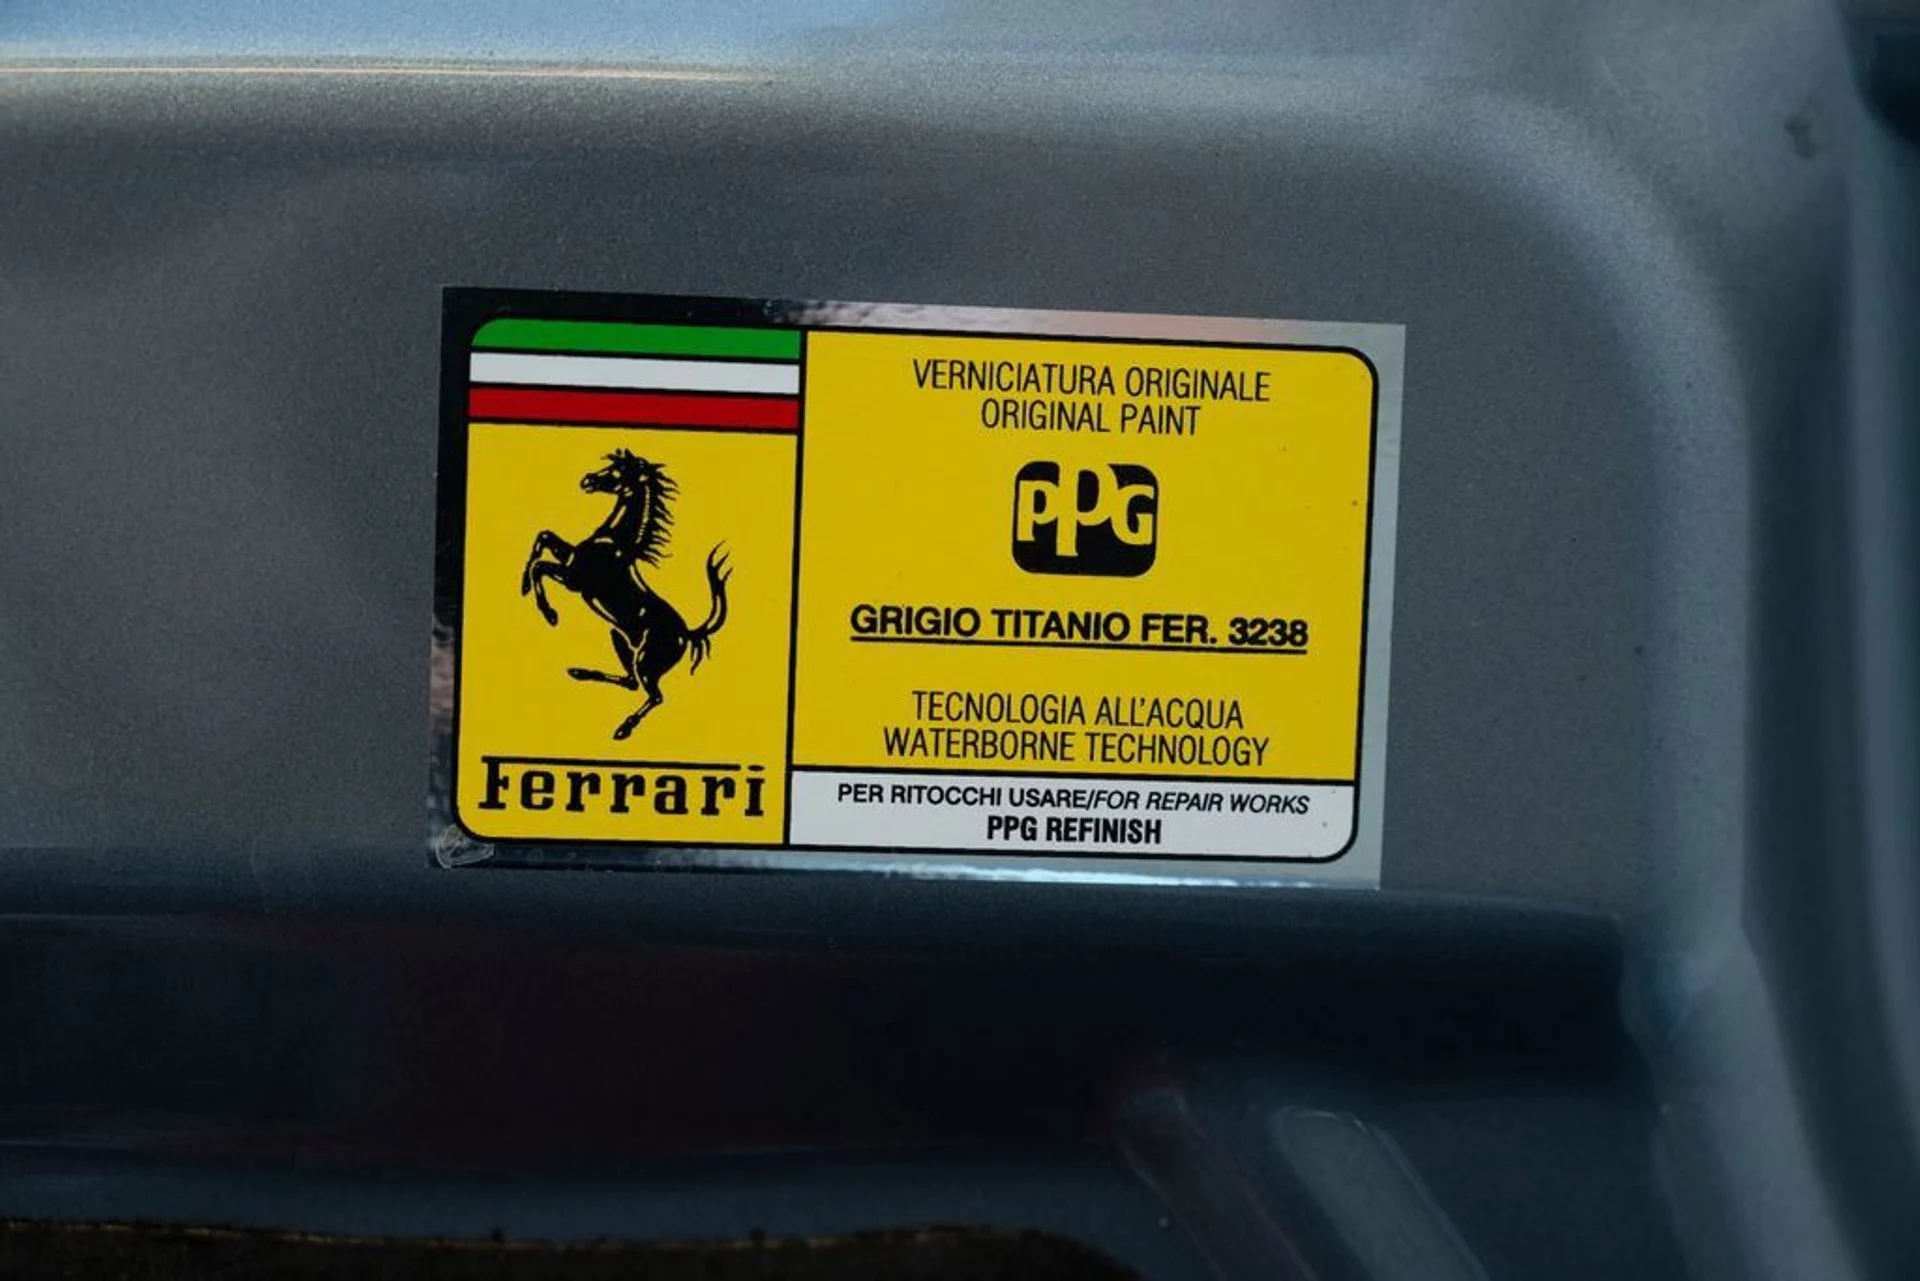 Ferrari
VERNICIATURA ORIGINALE
ORIGINAL PAINT
PPG
GRIGIO TITANIO FER. 3238
TECNOLOGIA ALL'ACQUA
WATERBORNE TECHNOLOGY
PER RITOCCHI USARE/FOR REPAIR WORKS
PPG REFINISH